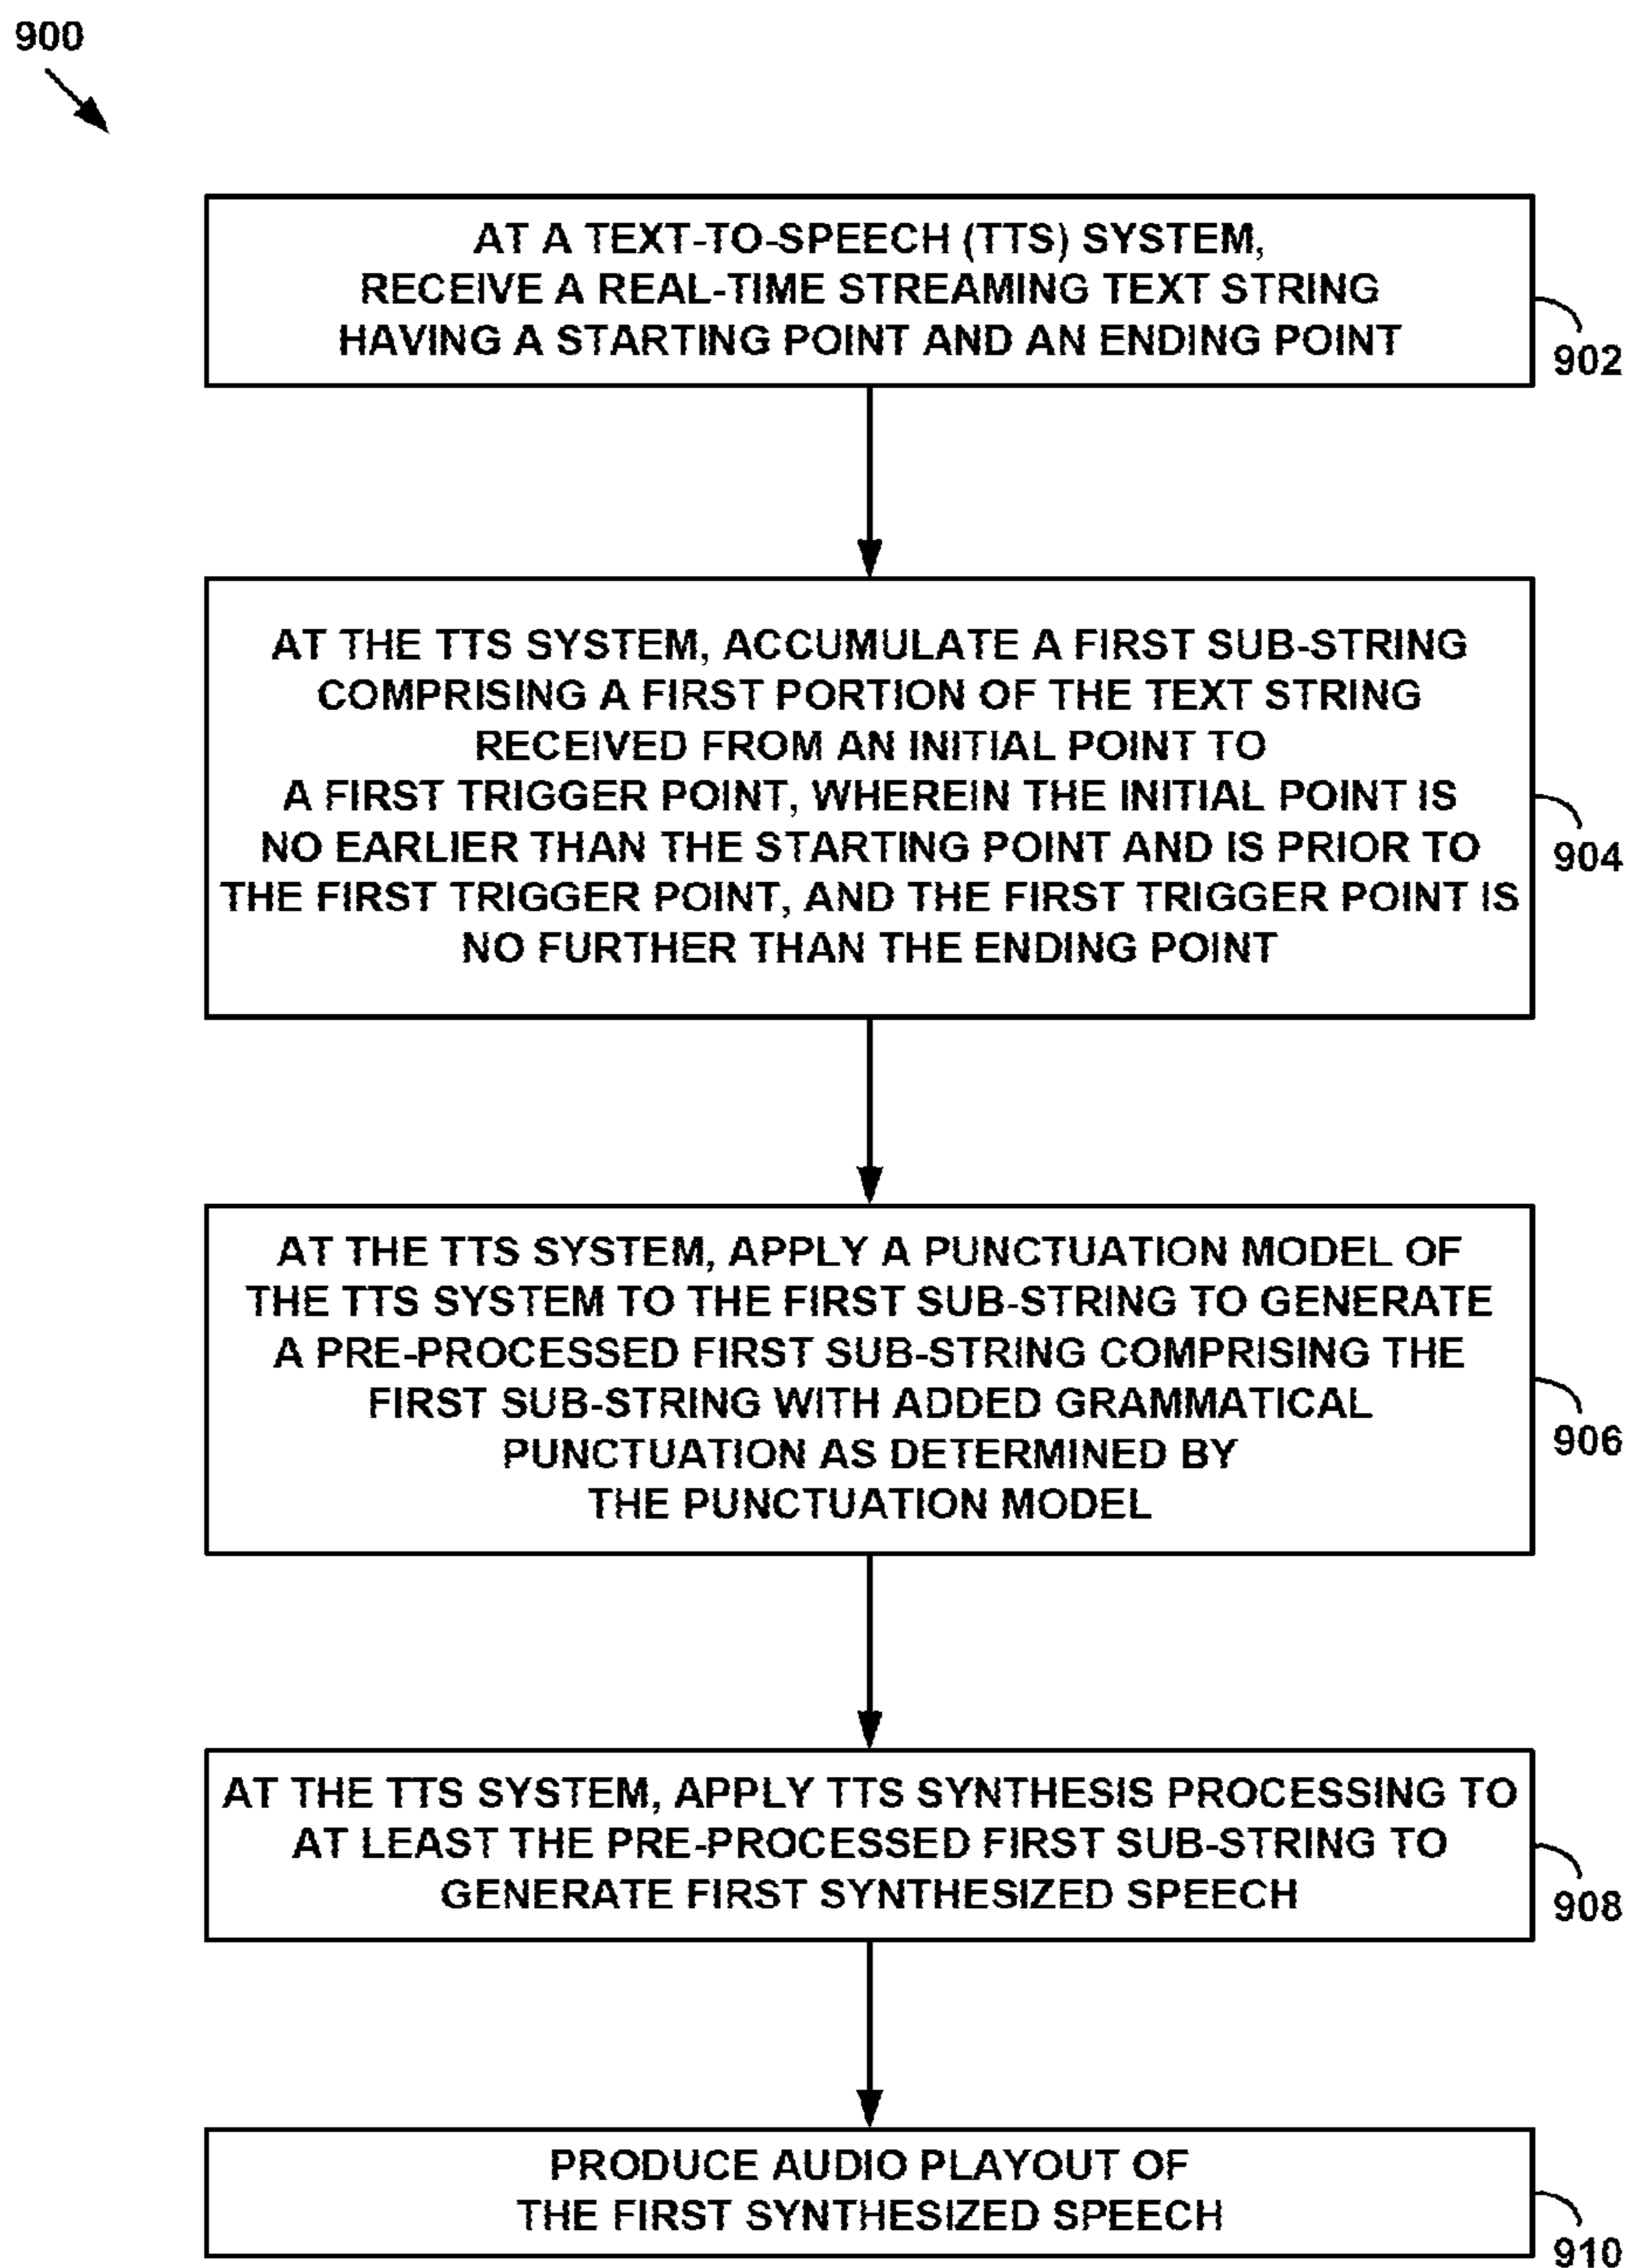 900
AT A TEXT-TO-SPEECH (TTS) SYSTEM,
RECEIVE A REAL-TIME STREAMING TEXT STRING
HAVING A STARTING POINT AND AN ENDING POINT
902
AT THE TTS SYSTEM, ACCUMULATE A FIRST SUB-STRING
COMPRISING A FIRST PORTION OF THE TEXT STRING
RECEIVED FROM AN INITIAL POINT TO
A FIRST TRIGGER POINT, WHEREIN THE INITIAL POINT IS
NO EARLIER THAN THE STARTING POINT AND IS PRIOR TO
THE FIRST TRIGGER POINT, AND THE FIRST TRIGGER POINT IS
NO FURTHER THAN THE ENDING POINT
904
AT THE TTS SYSTEM, APPLY A PUNCTUATION MODEL OF
THE TTS SYSTEM TO THE FIRST SUB-STRING TO GENERATE
A PRE-PROCESSED FIRST SUB-STRING COMPRISING THE
FIRST SUB-STRING WITH ADDED GRAMMATICAL
PUNCTUATION AS DETERMINED BY
THE PUNCTUATION MODEL
906
AT THE TTS SYSTEM, APPLY TTS SYNTHESIS PROCESSING TO
AT LEAST THE PRE-PROCESSED FIRST SUB-STRING TO
GENERATE FIRST SYNTHESIZED SPEECH
908
PRODUCE AUDIO PLAYOUT OF
THE FIRST SYNTHESIZED SPEECH
910